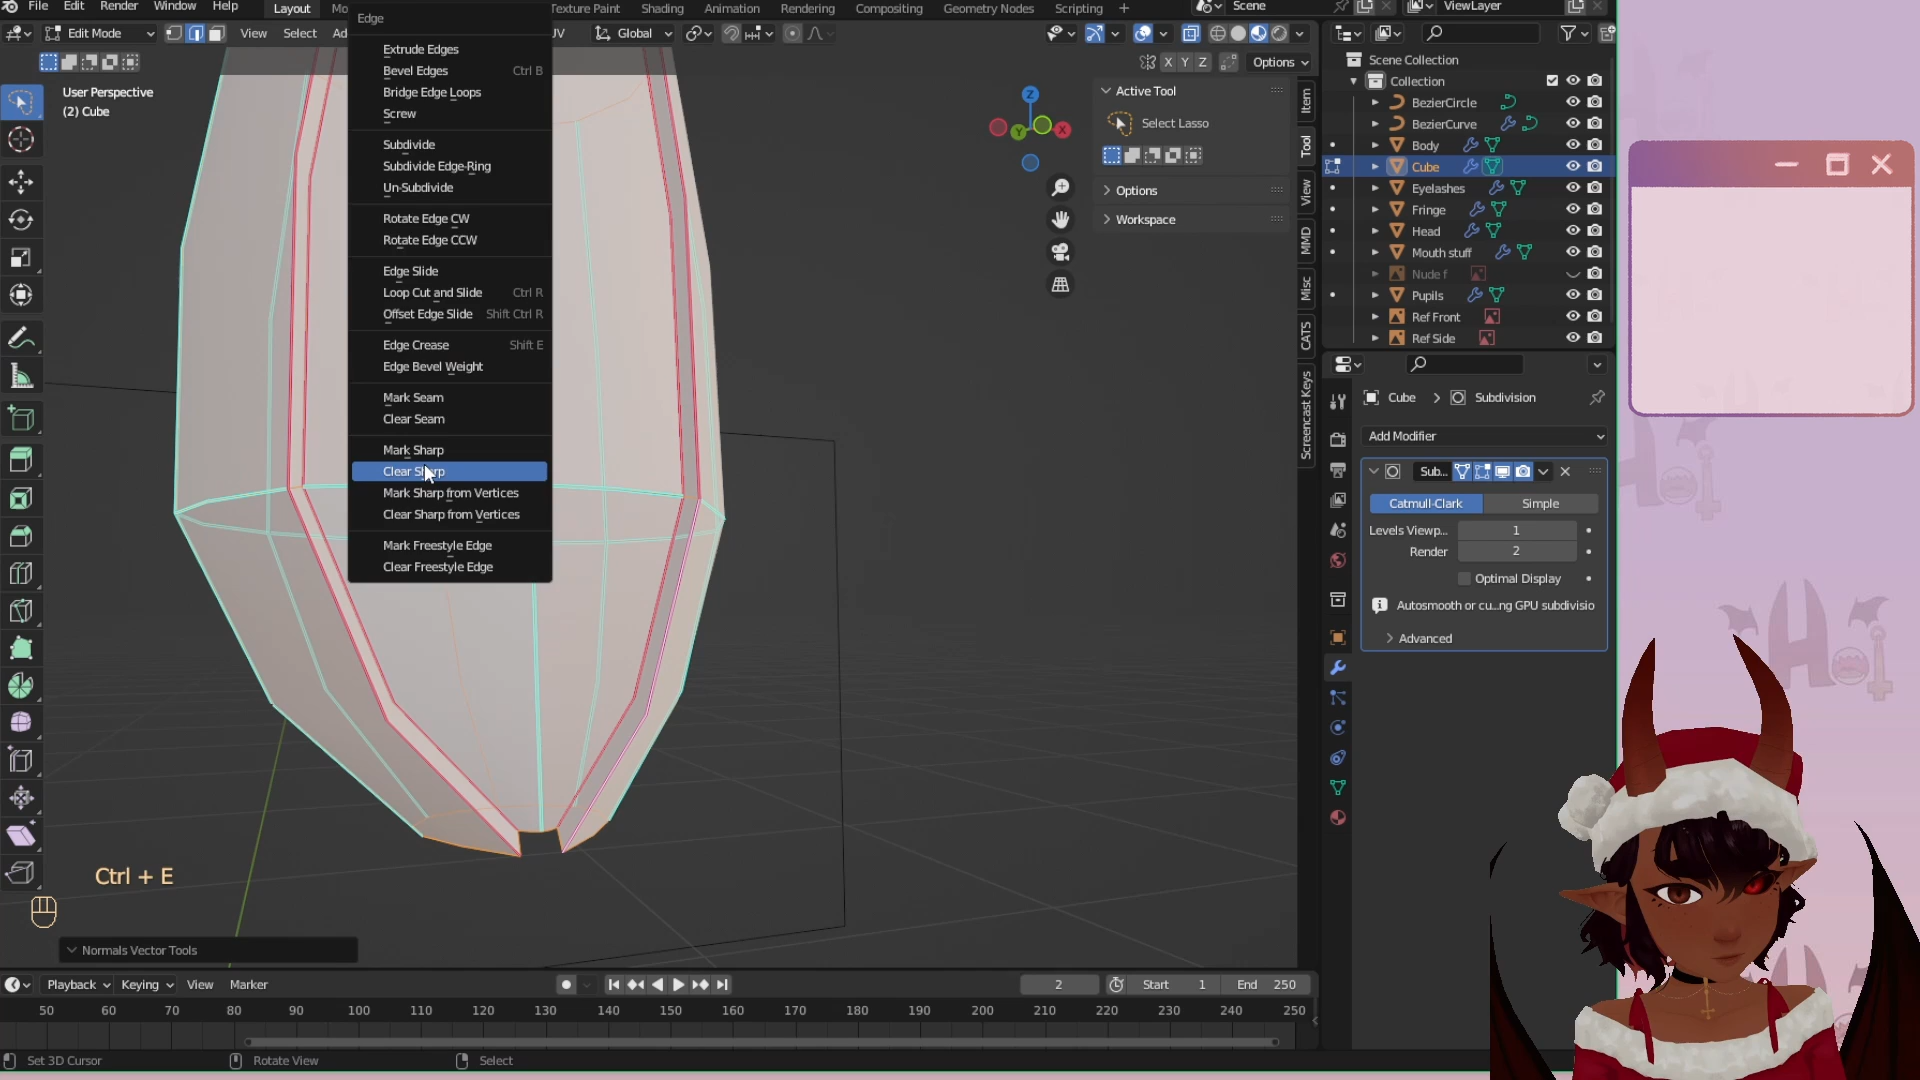 File Edit Render Window Help Layout Mo Texture Paint Shading Animation Rendering Compositing Geometry Nodes Scripting + Scene ViewLayer
Edit Mode View Select Ad UV Global
X Y Z Options
User Perspective
(2) Cube
Edge
Extrude Edges
Bevel Edges Ctrl B
Bridge Edge Loops
Screw
Subdivide
Subdivide Edge-Ring
Un-Subdivide
Rotate Edge CW
Rotate Edge CCW
Edge Slide
Loop Cut and Slide Ctrl R
Offset Edge Slide Shift Ctrl R
Edge Crease Shift E
Edge Bevel Weight
Mark Seam
Clear Seam
Mark Sharp
Clear Sharp
Mark Sharp from Vertices
Clear Sharp from Vertices
Mark Freestyle Edge
Clear Freestyle Edge
Z
X
Y
Active Tool
Select Lasso
Options
Workspace
Item
Tool
View
MMD
Misc
CATS
Screencast Keys
Scene Collection
Collection
BezierCircle
BezierCurve
Body
Cube
Eyelashes
Fringe
Head
Mouth stuff
Nude f
Pupils
Ref Front
Ref Side
Cube > Subdivision
Add Modifier
Sub...
Catmull-Clark Simple
Levels Viewp... 1
Render 2
Optimal Display
Autosmooth or cu...ng GPU subdivisio
Advanced
Ctrl + E
Normals Vector Tools
Playback Keying View Marker 2 Start 1 End 250
50 60 70 80 90 100 110 120 130 140 150 160 170 180 190 200 210 220 230 240 250
Set 3D Cursor Rotate View Select